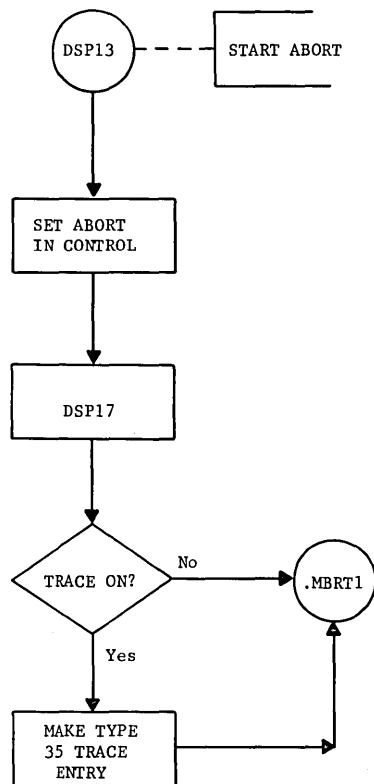 DSP13
START ABORT
SET ABORT
IN CONTROL
DSP17
TRACE ON?
No
.MBRT1
Yes
MAKE TYPE
35 TRACE
ENTRY